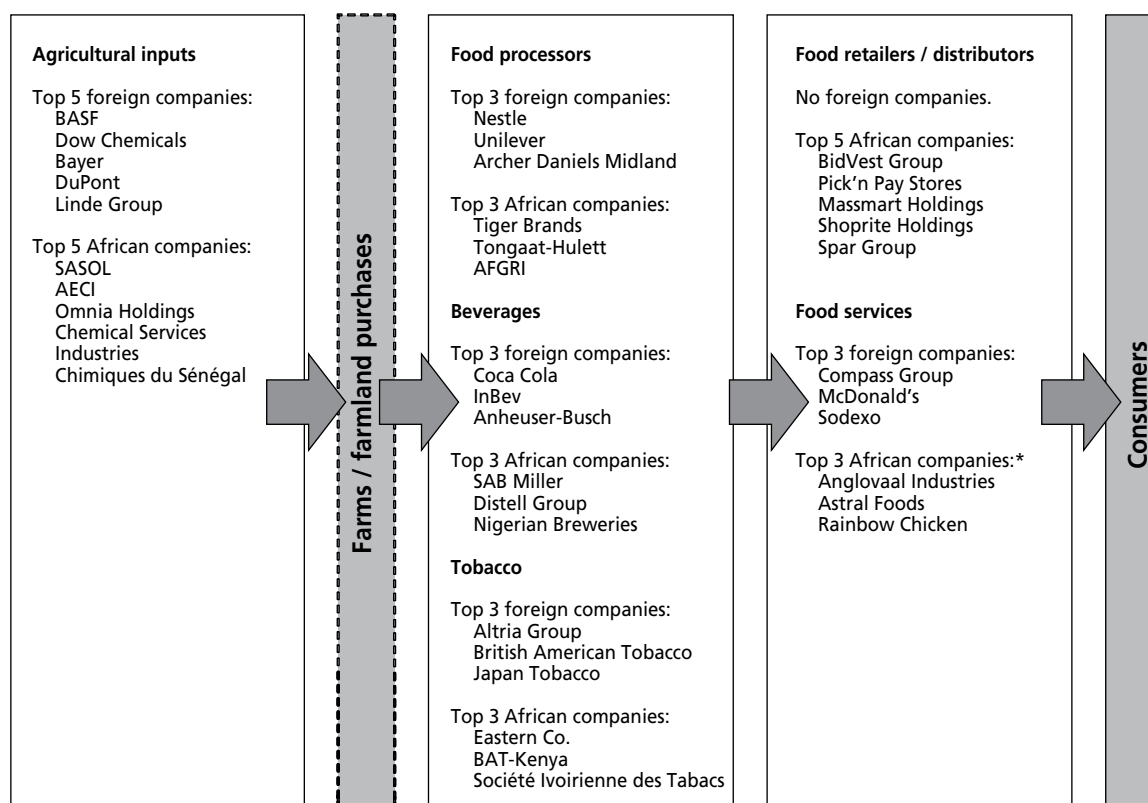 Agricultural inputs
Top 5 foreign companies:
BASF
Dow Chemicals
Bayer
DuPont
Linde Group
Top 5 African companies:
SASOL
AECI
Omnia Holdings
Chemical Services
Industries
Chimiques du Sénégal
Farms / farmland purchases
Food processors
Top 3 foreign companies:
Nestle
Unilever
Archer Daniels Midland
Top 3 African companies:
Tiger Brands
Tongaat-Hulett
AFGRI
Beverages
Top 3 foreign companies:
Coca Cola
InBev
Anheuser-Busch
Top 3 African companies:
SAB Miller
Distell Group
Nigerian Breweries
Tobacco
Top 3 foreign companies:
Altria Group
British American Tobacco
Japan Tobacco
Top 3 African companies:
Eastern Co.
BAT-Kenya
Société Ivoirienne des Tabacs
Food retailers / distributors
No foreign companies.
Top 5 African companies:
BidVest Group
Pick'n Pay Stores
Massmart Holdings
Shoprite Holdings
Spar Group
Food services
Top 3 foreign companies:
Compass Group
McDonald's
Sodexo
Top 3 African companies:*
Anglovaal Industries
Astral Foods
Rainbow Chicken
Consumers